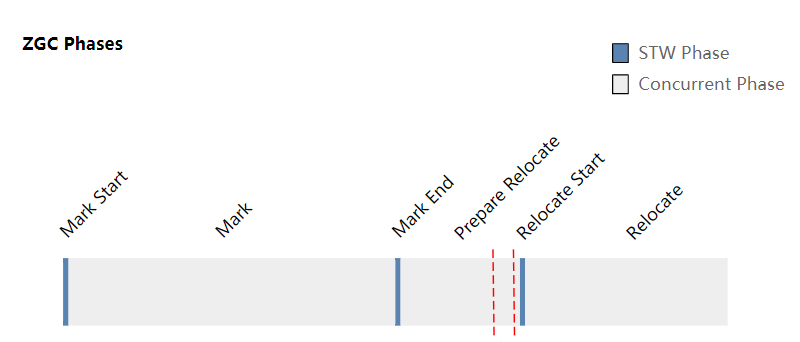 ZGC Phases
STW Phase
Concurrent Phase
Mark Start
Mark
Mark End
Prepare Relocate
Relocate Start
Relocate